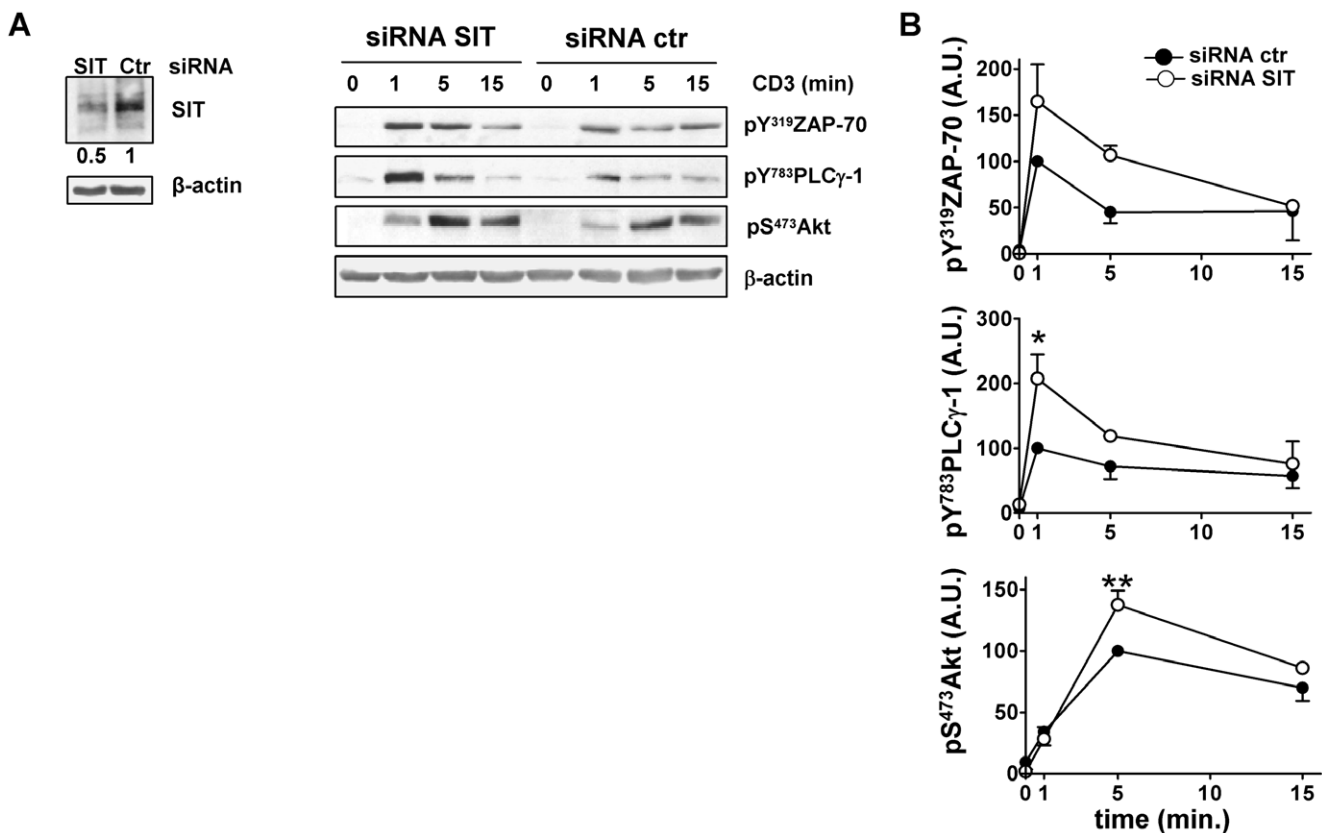 A
SIT Ctr siRNA
SIT
0.5 1
β-actin
siRNA SIT siRNA ctr
0 1 5 15 0 1 5 15 CD3 (min)
pY³¹⁹ZAP-70
pY⁷⁸³PLCγ-1
pS⁴⁷³Akt
β-actin
B
siRNA ctr
siRNA SIT
pY³¹⁹ZAP-70 (A.U.)
200
150
100
50
0
0 1 5 10 15
pY⁷⁸³PLCγ-1 (A.U.)
300
200
100
0
*
0 1 5 10 15
pS⁴⁷³Akt (A.U.)
150
100
50
0
**
0 1 5 10 15
time (min.)